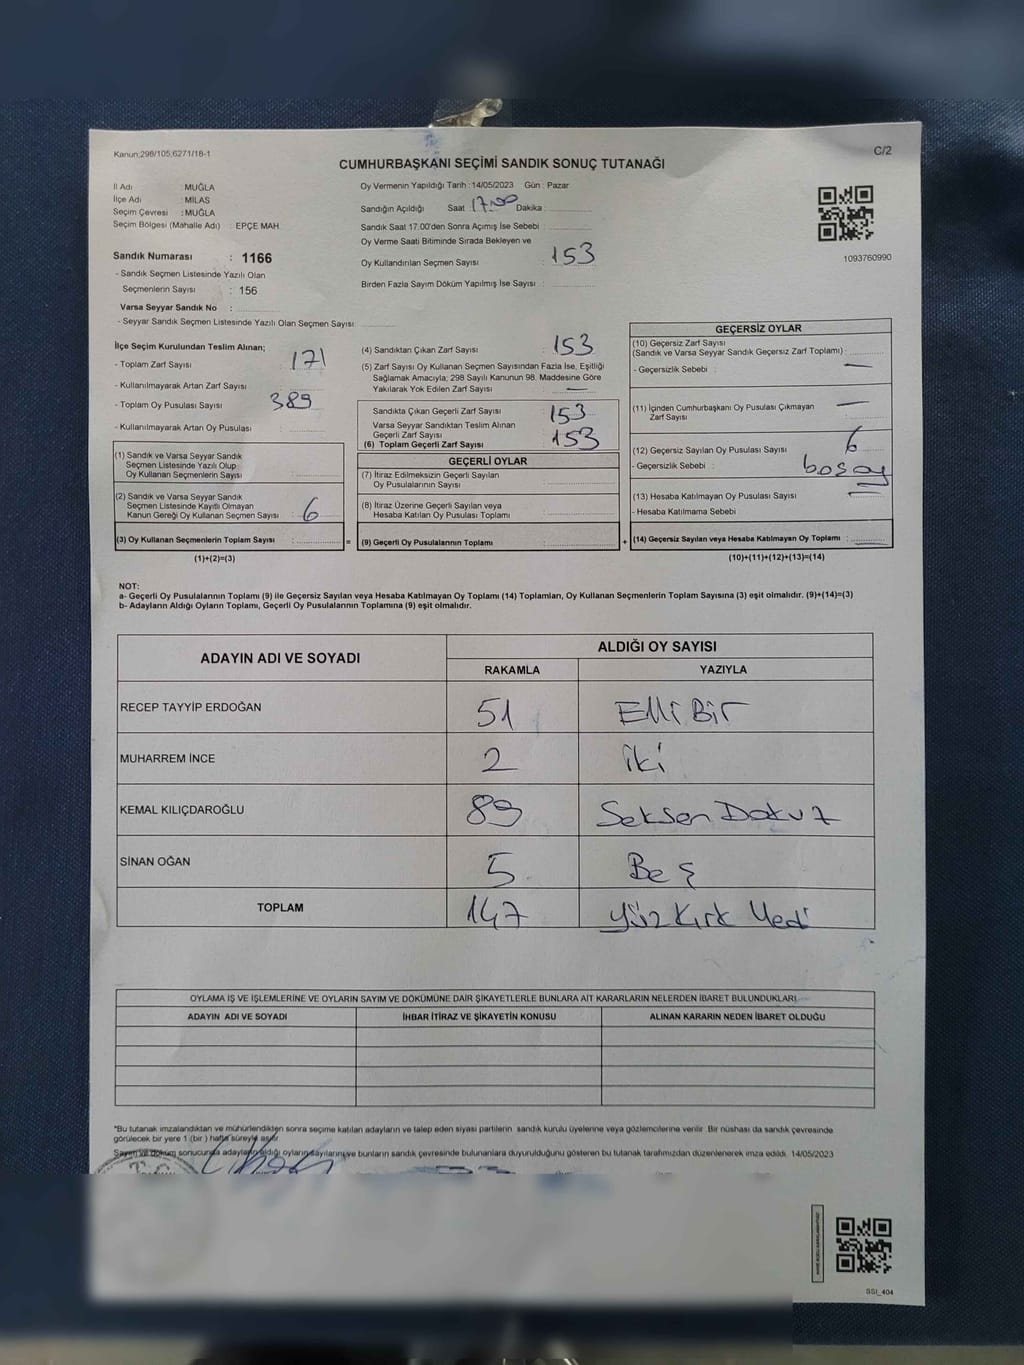 Kanun:298/105,6271/18-1
C/2
CUMHURBAŞKANI SEÇİMİ SANDIK SONUÇ TUTANAĞI
İl Adı : MUĞLA
İlçe Adı : MİLAS
Seçim Çevresi : MUĞLA
Seçim Bölgesi (Mahalle Adı) : EPÇE MAH.
Sandık Numarası : 1166
- Sandık Seçmen Listesinde Yazılı Olan
Seçmenlerin Sayısı : 156
Varsa Seyyar Sandık No :
- Seyyar Sandık Seçmen Listesinde Yazılı Olan Seçmen Sayısı
Oy Vermenin Yapıldığı Tarih : 14/05/2023 Gün : Pazar
Sandığın Açıldığı Saat 17.00 Dakika
Sandık Saat 17.00'den Sonra Açımış İse Sebebi
Oy Verme Saati Bitiminde Sırada Bekleyen ve
Oy Kullandırılan Seçmen Sayısı : 153
Birden Fazla Sayım Döküm Yapılmış İse Sayısı :
1093760990
İlçe Seçim Kurulundan Teslim Alınan;
- Toplam Zarf Sayısı : 171
- Kullanılmayarak Artan Zarf Sayısı :
- Toplam Oy Pusulası Sayısı : 389
- Kullanılmayarak Artan Oy Pusulası :
(1) Sandık ve Varsa Seyyar Sandık
Seçmen Listesinde Yazılı Olup
Oy Kullanan Seçmenlerin Sayısı :
(2) Sandık ve Varsa Seyyar Sandık
Seçmen Listesinde Kayıtlı Olmayan
Kanun Gereği Oy Kullanan Seçmen Sayısı : 6
(3) Oy Kullanan Seçmenlerin Toplam Sayısı :
(1)+(2)=(3)
(4) Sandıktan Çıkan Zarf Sayısı : 153
(5) Zarf Sayısı Oy Kullanan Seçmen Sayısından Fazla İse, Eşitliği
Sağlamak Amacıyla; 298 Sayılı Kanunun 98. Maddesine Göre
Yakılarak Yok Edilen Zarf Sayısı : —
Sandıkta Çıkan Geçerli Zarf Sayısı : 153
Varsa Seyyar Sandıktan Teslim Alınan
Geçerli Zarf Sayısı :
(6) Toplam Geçerli Zarf Sayısı : 153
GEÇERLİ OYLAR
(7) İtiraz Edilmeksizin Geçerli Sayılan
Oy Pusulalarının Sayısı :
(8) İtiraz Üzerine Geçerli Sayılan veya
Hesaba Katılan Oy Pusulası Toplamı :
= (9) Geçerli Oy Pusulalarının Toplamı :
GEÇERSİZ OYLAR
(10) Geçersiz Zarf Sayısı
(Sandık ve Varsa Seyyar Sandık Geçersiz Zarf Toplamı) :
- Geçersizlik Sebebi : —
(11) İçinden Cumhurbaşkanı Oy Pusulası Çıkmayan —
Zarf Sayısı :
(12) Geçersiz Sayılan Oy Pusulası Sayısı : 6
- Geçersizlik Sebebi :
(13) Hesaba Katılmayan Oy Pusulası Sayısı : —
- Hesaba Katılmama Sebebi
+ (14) Geçersiz Sayılan veya Hesaba Katılmayan Oy Toplamı :
(10)+(11)+(12)+(13)=(14)
NOT:
a- Geçerli Oy Pusulalarının Toplamı (9) ile Geçersiz Sayılan veya Hesaba Katılmayan Oy Toplamı (14) Toplamları, Oy Kullanan Seçmenlerin Toplam Sayısına (3) eşit olmalıdır. (9)+(14)=(3)
b- Adayların Aldığı Oyların Toplamı, Geçerli Oy Pusulalarının Toplamına (9) eşit olmalıdır.
ADAYIN ADI VE SOYADI
ALDIĞI OY SAYISI
RAKAMLA YAZIYLA
RECEP TAYYİP ERDOĞAN 51 Elli Bir
MUHARREM İNCE 2 iki
KEMAL KILIÇDAROĞLU 89 Seksen Dokuz
SİNAN OĞAN 5 Beş
TOPLAM 147 yüz Kırk Yedi
OYLAMA İŞ VE İŞLEMLERİNE VE OYLARIN SAYIM VE DÖKÜMÜNE DAİR ŞİKAYETLERLE BUNLARA AİT KARARLARIN NELERDEN İBARET BULUNDUKLARI
ADAYIN ADI VE SOYADI İHBAR İTİRAZ VE ŞİKAYETİN KONUSU ALINAN KARARIN NEDEN İBARET OLDUĞU
*Bu tutanak imzalandıktan ve mühürlendikten sonra seçime katılan adayların ve talep eden siyasi partilerin sandık kurulu üyelerine veya gözlemcilerine verilir. Bir nüshası da sandık çevresinde
görülecek bir yere 1 (bir) hafta süreyle asılır.
Sayım ve döküm sonucunda adayların aldığı oyların sayılarını ve bunların sandık çevresinde bulunanlara duyurulduğunu gösteren bu tutanak tarafımızdan düzenlenerek imza edildi. 14/05/2023
T.C.
SSI_404